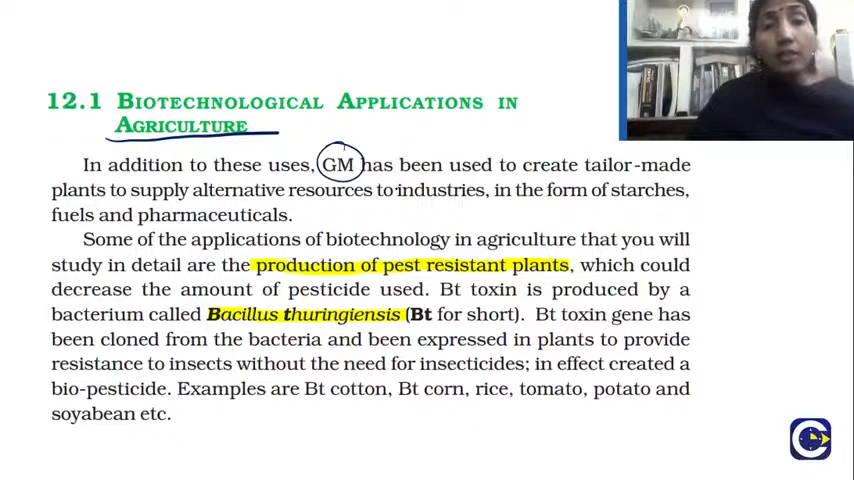 12.1 BIOTECHNOLOGICAL APPLICATIONS IN
AGRICULTURE
In addition to these uses, GM has been used to create tailor-made
plants to supply alternative resources to industries, in the form of starches,
fuels and pharmaceuticals.
Some of the applications of biotechnology in agriculture that you will
study in detail are the production of pest resistant plants, which could
decrease the amount of pesticide used. Bt toxin is produced by a
bacterium called Bacillus thuringiensis (Bt for short). Bt toxin gene has
been cloned from the bacteria and been expressed in plants to provide
resistance to insects without the need for insecticides; in effect created a
bio-pesticide. Examples are Bt cotton, Bt corn, rice, tomato, potato and
soyabean etc.